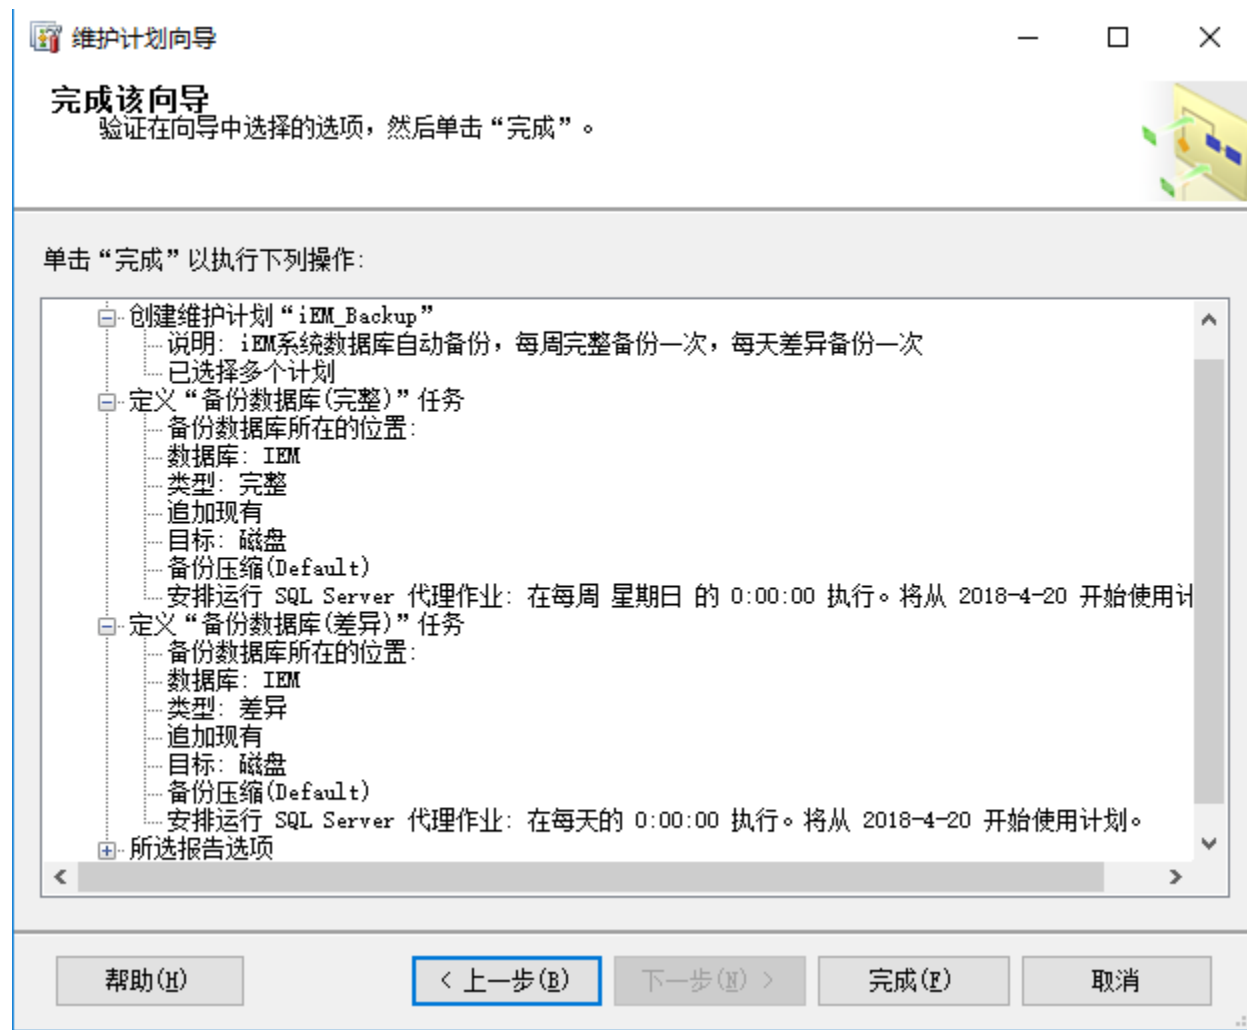 维护计划向导
完成该向导
验证在向导中选择的选项，然后单击“完成”。
单击“完成”以执行下列操作：
创建维护计划“iEM_Backup”
说明：iEM系统数据库自动备份，每周完整备份一次，每天差异备份一次
已选择多个计划
定义“备份数据库(完整)”任务
备份数据库所在的位置：
数据库：IEM
类型：完整
追加现有
目标：磁盘
备份压缩(Default)
安排运行 SQL Server 代理作业：在每周 星期日 的 0:00:00 执行。将从 2018-4-20 开始使用计
定义“备份数据库(差异)”任务
备份数据库所在的位置：
数据库：IEM
类型：差异
追加现有
目标：磁盘
备份压缩(Default)
安排运行 SQL Server 代理作业：在每天的 0:00:00 执行。将从 2018-4-20 开始使用计划。
所选报告选项
帮助(H)
< 上一步(B)
下一步(N) >
完成(F)
取消